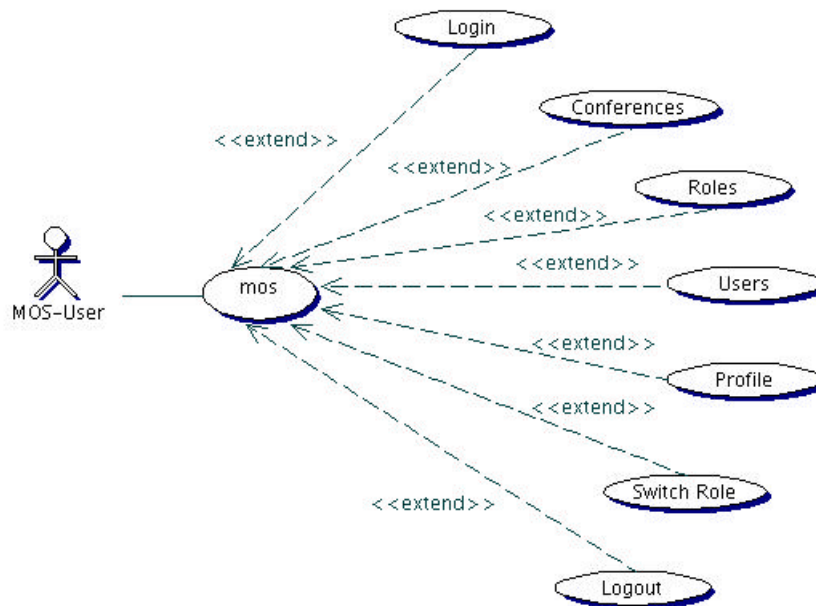 Login
Conferences
<<extend>>
<<extend>>
Roles
<<extend>>
<<extend>>
mos
Users
MOS-User
<<extend>>
Profile
<<extend>>
Switch Role
<<extend>>
Logout